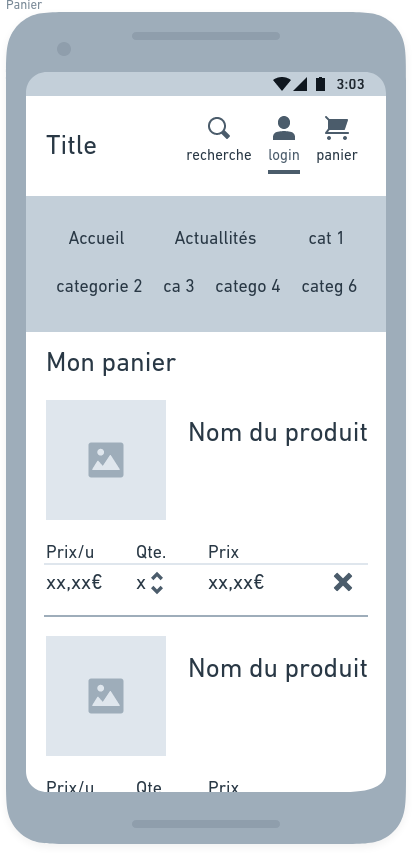 Panier
3:03
Title
recherche login panier
Accueil Actuallités cat 1
categorie 2 ca 3 catego 4 categ 6
Mon panier
Nom du produit
Prix/u Qte. Prix
xx,xx€ x xx,xx€
Nom du produit
Prix/u Qte. Prix